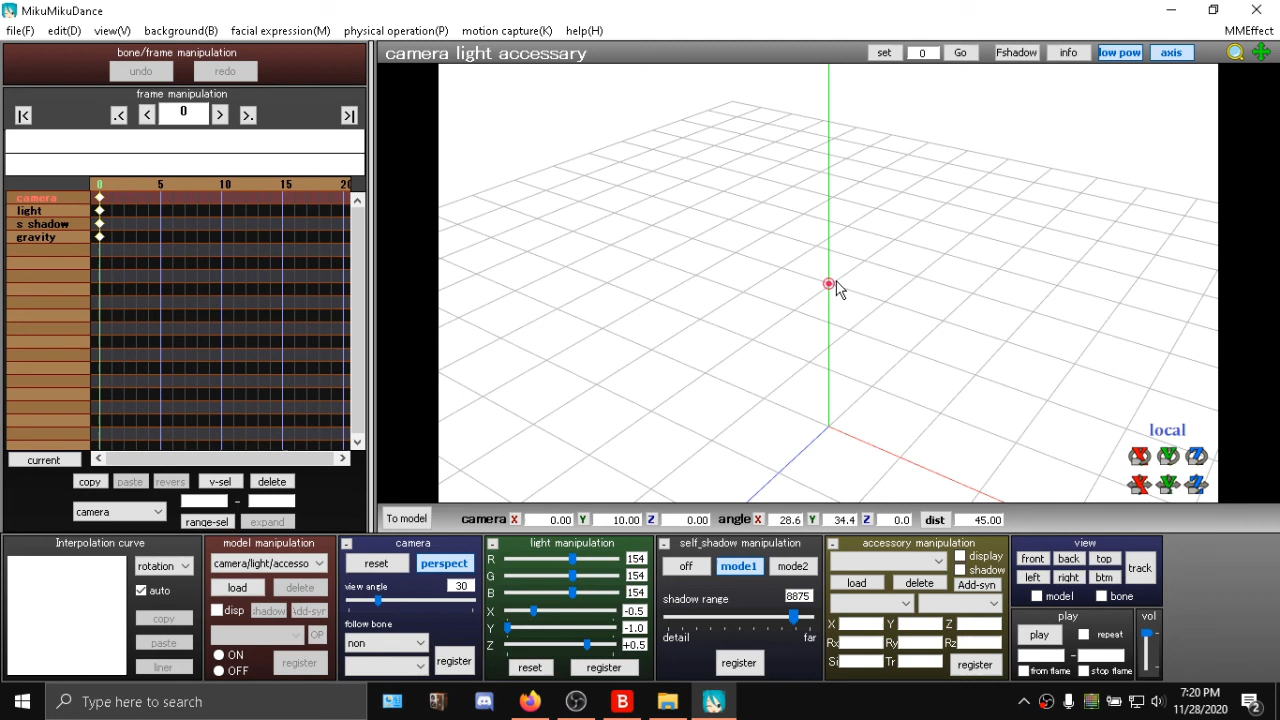 MikuMikuDance
file(F) edit(D) view(V) background(B) facial expression(M) physical operation(P) motion capture(K) help(H) MMEffect
bone/frame manipulation
undo redo
frame manipulation
|< .< < 0 > >. >|
0 5 10 15 20
camera
light
s shadow
gravity
current
copy paste revers v-sel delete
camera -
range-sel expand
camera light accessary
set 0 Go Fshadow info low pow axis
local
X Y Z
X Y Z
To model camera X 0.00 Y 10.00 Z 0.00 angle X 28.6 Y 34.4 Z 0.0 dist 45.00
Interpolation curve
rotation
auto
copy
paste
liner
model manipulation
camera/light/accesso
load delete
disp shadow Add-syn
OP
ON
OFF
register
camera
reset perspect
view angle 30
follow bone
non
register
light manipulation
R 154
G 154
B 154
X -0.5
Y -1.0
Z +0.5
reset register
self_shadow manipulation
off mode1 mode2
shadow range 8875
detail far
register
accessory manipulation
display
shadow
load delete Add-syn
X Y Z
Rx Ry Rz
Si Tr register
view
front back top
left right btm
track
model bone
play
play repeat
-
from flame stop flame
vol
Type here to search
7:20 PM
11/28/2020
2